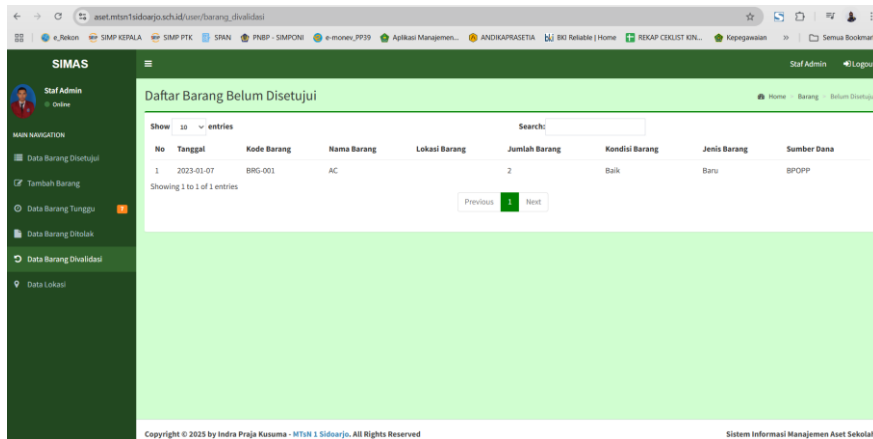 aset.mtsn1sidoarjo.sch.id/user/barang_divalidasi
e_Rekon SIMP KEPALA SIMP PTK SPAN PNBP - SIMPONI e-monev_PP39 Aplikasi Manajemen... ANDIKAPRASETIA BKI Reliable | Home REKAP CEKLIST KIN... Kepegawaian » Semua Bookmar
SIMAS
Staf Admin Logou
Staf Admin
Online
Daftar Barang Belum Disetujui
Home Barang Belum Disetuju
MAIN NAVIGATION
Data Barang Disetujui
Tambah Barang
Data Barang Tunggu
Data Barang Ditolak
Data Barang Divalidasi
Data Lokasi
Show 10 entries Search:
No Tanggal Kode Barang Nama Barang Lokasi Barang Jumlah Barang Kondisi Barang Jenis Barang Sumber Dana
1 2023-01-07 BRG-001 AC 2 Baik Baru BPOPP
Showing 1 to 1 of 1 entries
Previous 1 Next
Copyright © 2025 by Indra Praja Kusuma - MTsN 1 Sidoarjo. All Rights Reserved Sistem Informasi Manajemen Aset Sekolah